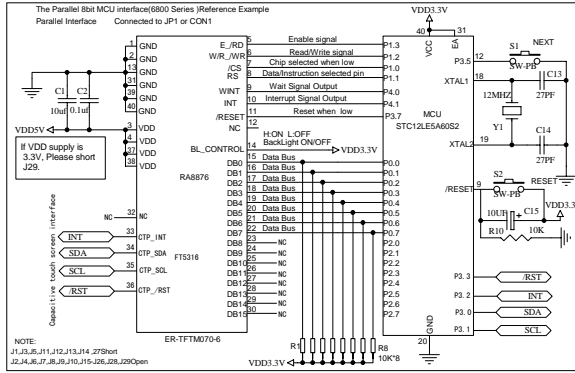 The Parallel 8bit MCU interface(6800 Series )Reference Example
Parallel Interface Connected to JP1 or CON1
VDD3.3V
1 GND
2 GND
13 GND
31 GND
39 GND
40 GND
C1 C2
10uf 0.1uf
VDD5V
3 VDD
4 VDD
37 VDD
38 VDD
If VDD supply is
3.3V, Please short
J29.
E_/RD 5 Enable signal P1.3
W/R_/WR 6 Read/Write signal P1.2
/CS 7 Chip selected when low P1.0
RS 8 Data/Instruction selected pin P1.1
WINT 9 Wait Signal Output P4.0
INT 10 Interrupt Signal Output P4.1
/RESET 11 Reset when low P3.7
NC 12
H:ON L:OFF
BL_CONTROL 14 BackLight ON/OFF VDD3.3V
RA8876
DB0 15 Data Bus P0.0
DB1 16 Data Bus P0.1
DB2 17 Data Bus P0.2
DB3 18 Data Bus P0.3
DB4 19 Data Bus P0.4
DB5 20 Data Bus P0.5
DB6 21 Data Bus P0.6
DB7 22 Data Bus P0.7
DB8 23 NC P2.0
DB9 24 P2.1
DB10 25 NC P2.2
DB11 26 P2.3
DB12 27 NC P2.4
DB13 28 P2.5
DB14 29 NC P2.6
DB15 30 NC P2.7
Capacitive touch screen interface
NC 32 NC
INT 33 CTP_INT
SDA 34 CTP_SDA
SCL 35 CTP_SCL
/RST 36 CTP_/RST
FT5316
ER-TFTM070-6
R1
R8
10K*8
VDD3.3V
40 VCC
31 EA
MCU
STC12LE5A60S2
P3.5 12
S1 NEXT
SW-PB
XTAL1 18
C13
27PF
12MHZ
Y1
XTAL2 19
C14
27PF
S2 RESET
SW-PB
/RESET 9
VDD3.3V
10UF + C15
R10 10K
P3. 3 /RST
P3. 2 INT
P3. 0 SDA
P3. 1 SCL
GND
20
NOTE:
J1,J3,J5,J11,J12,J13,J14 ,27Short
J2,J4,J6,J7,J8,J9,J10,J15-J26,J28,J29Open